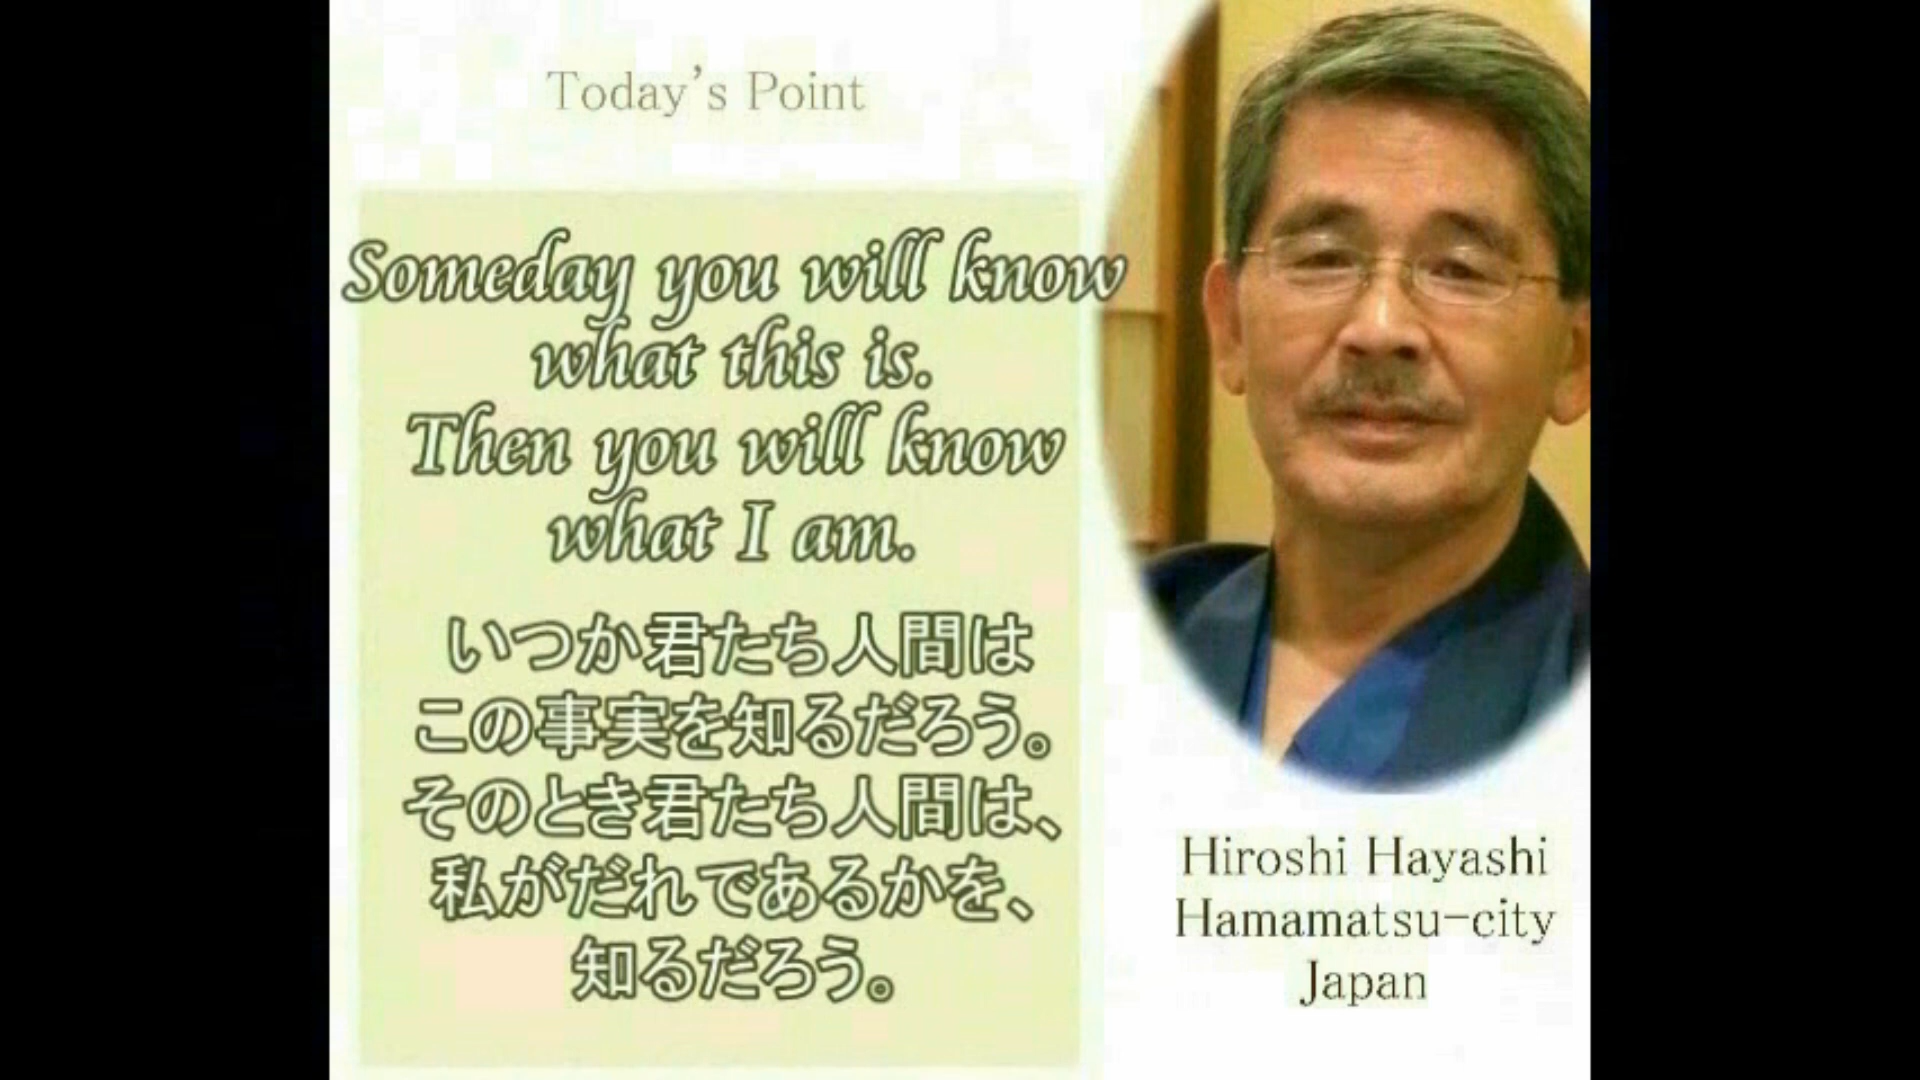 Today's Point
Someday you will know
what this is.
Then you will know
what I am.
いつか君たち人間は
この事実を知るだろう。
そのとき君たち人間は、
私がだれであるかを、
知るだろう。
Hiroshi Hayashi
Hamamatsu-city
Japan